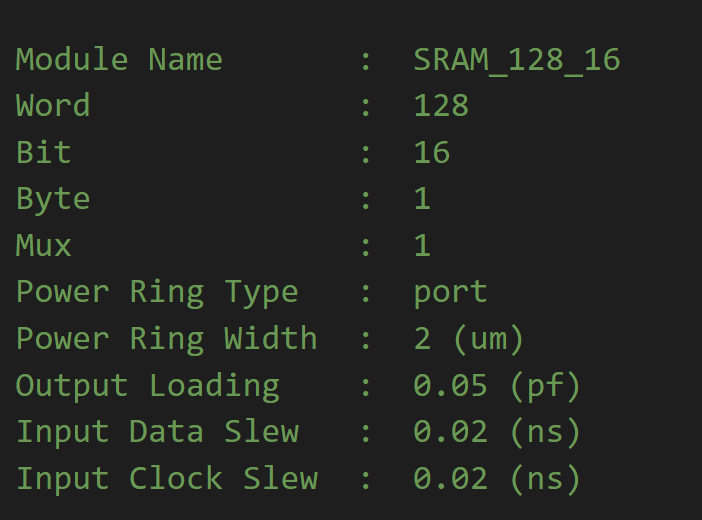 Module Name : SRAM_128_16
Word : 128
Bit : 16
Byte : 1
Mux : 1
Power Ring Type : port
Power Ring Width : 2 (um)
Output Loading : 0.05 (pf)
Input Data Slew : 0.02 (ns)
Input Clock Slew : 0.02 (ns)